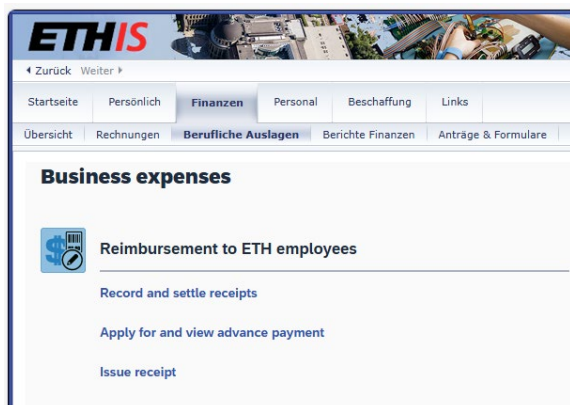 ETHIS
Zurück Weiter
Startseite Persönlich Finanzen Personal Beschaffung Links
Übersicht Rechnungen Berufliche Auslagen Berichte Finanzen Anträge & Formulare
Business expenses
Reimbursement to ETH employees
Record and settle receipts
Apply for and view advance payment
Issue receipt